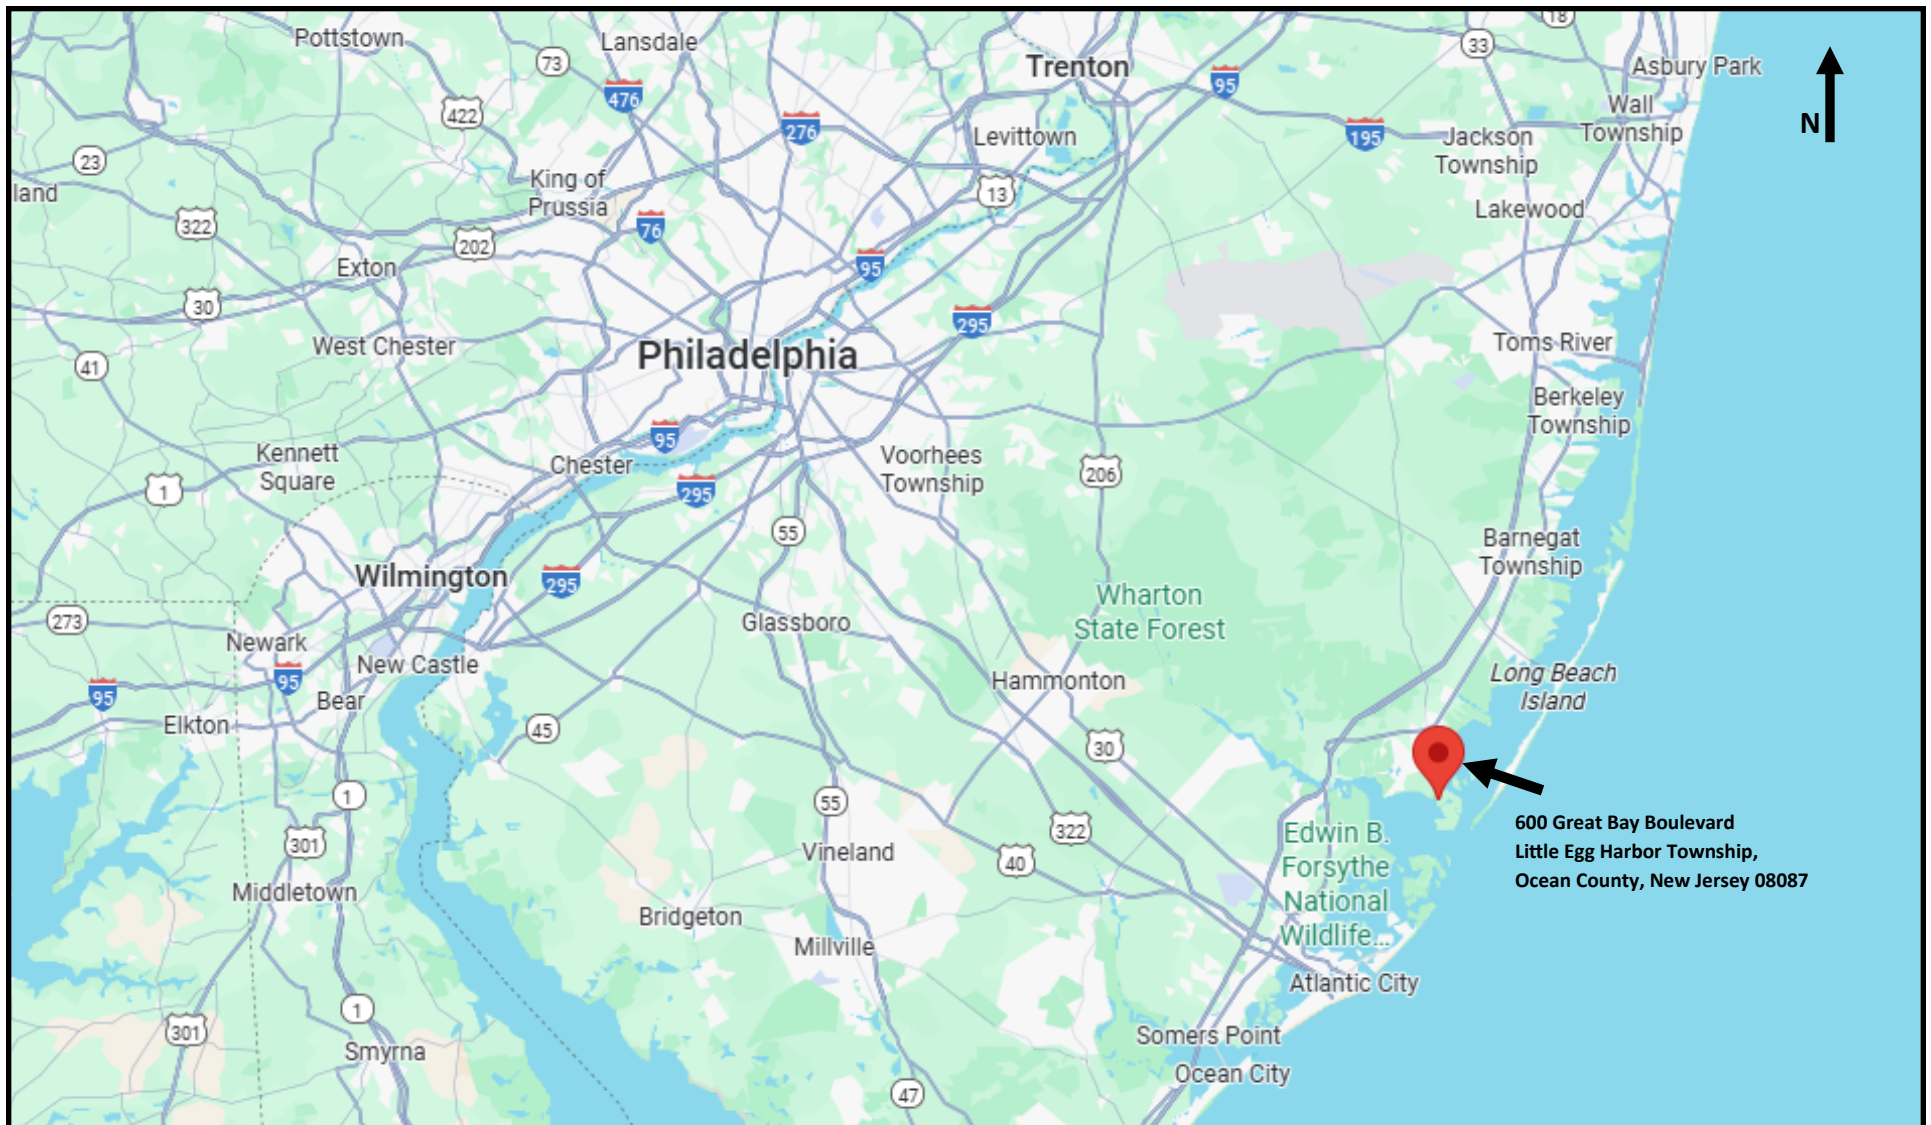 18
Pottstown
Lansdale
33
73
Trenton
Asbury Park
95
476
422
Wall
Township
N
276
Levittown
195
Jackson
Township
23
land
King of
Prussia
13
Lakewood
322
76
202
Exton
95
30
295
West Chester
Philadelphia
Toms River
41
Berkeley
Township
95
Kennett
Square
Chester
Voorhees
Township
206
1
295
55
Barnegat
Township
Wilmington
295
Wharton
State Forest
273
Glassboro
Newark
New Castle
95
95
Bear
Hammonton
Long Beach
Island
Elkton
45
30
1
55
600 Great Bay Boulevard
Little Egg Harbor Township,
Ocean County, New Jersey 08087
322
301
Vineland
40
Edwin B.
Forsythe
National
Wildlife...
Middletown
Bridgeton
Millville
Atlantic City
1
301
Smyrna
Somers Point
Ocean City
47